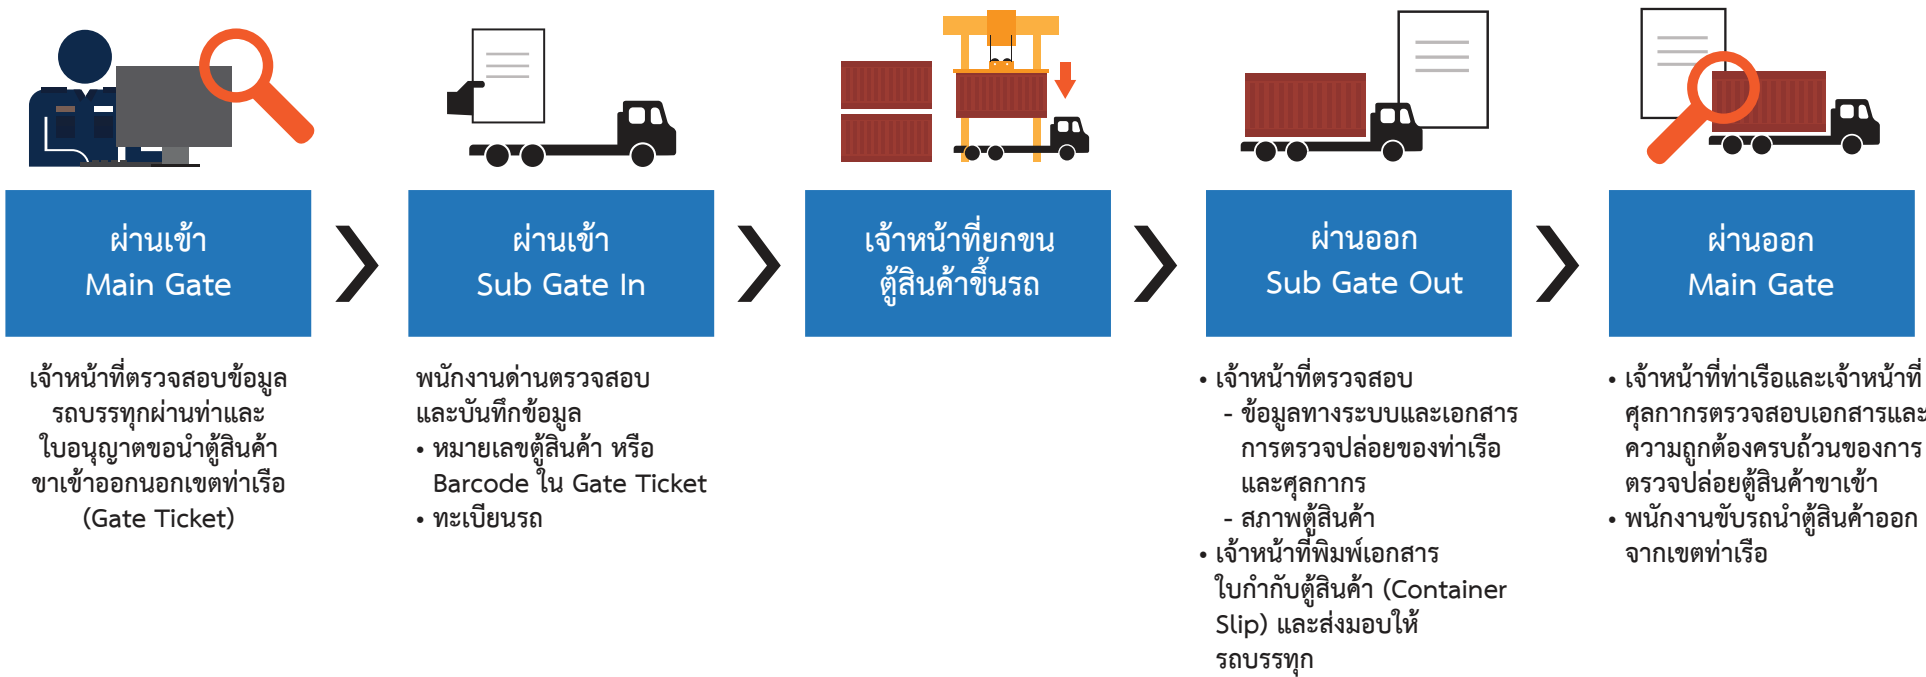 ผ่านเข้า
Main Gate
ผ่านเข้า
Sub Gate In
เจ้าหน้าที่ยกขน
ตู้สินค้าขึ้นรถ
ผ่านออก
Sub Gate Out
ผ่านออก
Main Gate
เจ้าหน้าที่ตรวจสอบข้อมูล
รถบรรทุกผ่านท่าและ
ใบอนุญาตขอนำตู้สินค้า
ขาเข้าออกนอกเขตท่าเรือ
(Gate Ticket)
พนักงานด่านตรวจสอบ
และบันทึกข้อมูล
• หมายเลขตู้สินค้า หรือ
Barcode ใน Gate Ticket
• ทะเบียนรถ
• เจ้าหน้าที่ตรวจสอบ
- ข้อมูลทางระบบและเอกสาร
การตรวจปล่อยของท่าเรือ
และศุลกากร
- สภาพตู้สินค้า
• เจ้าหน้าที่พิมพ์เอกสาร
ใบกำกับตู้สินค้า (Container
Slip) และส่งมอบให้
รถบรรทุก
• เจ้าหน้าที่ท่าเรือและเจ้าหน้าที่
ศุลกากรตรวจสอบเอกสารและ
ความถูกต้องครบถ้วนของการ
ตรวจปล่อยตู้สินค้าขาเข้า
• พนักงานขับรถนำตู้สินค้าออก
จากเขตท่าเรือ